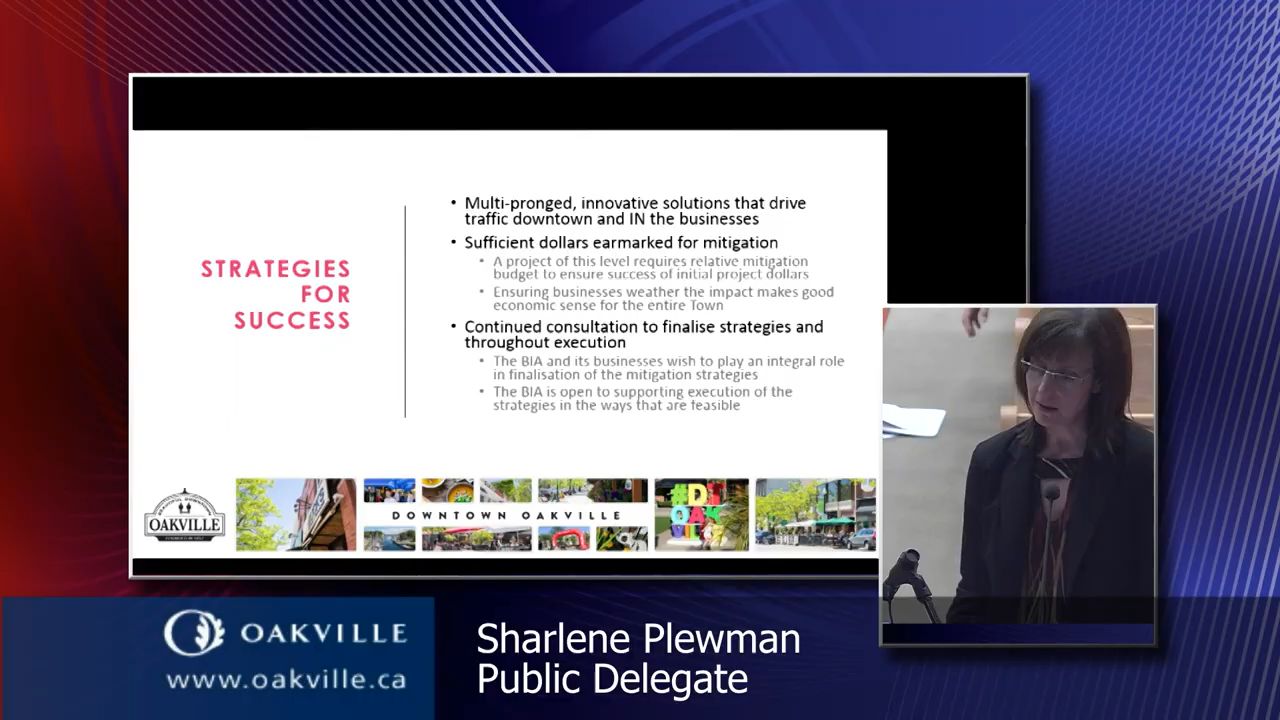 STRATEGIES
FOR
SUCCESS
• Multi-pronged, innovative solutions that drive
traffic downtown and IN the businesses
• Sufficient dollars earmarked for mitigation
• A project of this level requires relative mitigation
budget to ensure success of initial project dollars
• Ensuring businesses weather the impact makes good
economic sense for the entire Town
• Continued consultation to finalise strategies and
throughout execution
• The BIA and its businesses wish to play an integral role
in finalisation of the mitigation strategies
• The BIA is open to supporting execution of the
strategies in the ways that are feasible
OAKVILLE
DOWNTOWN OAKVILLE
#DT
OAK
VILLE
OAKVILLE
www.oakville.ca
Sharlene Plewman
Public Delegate